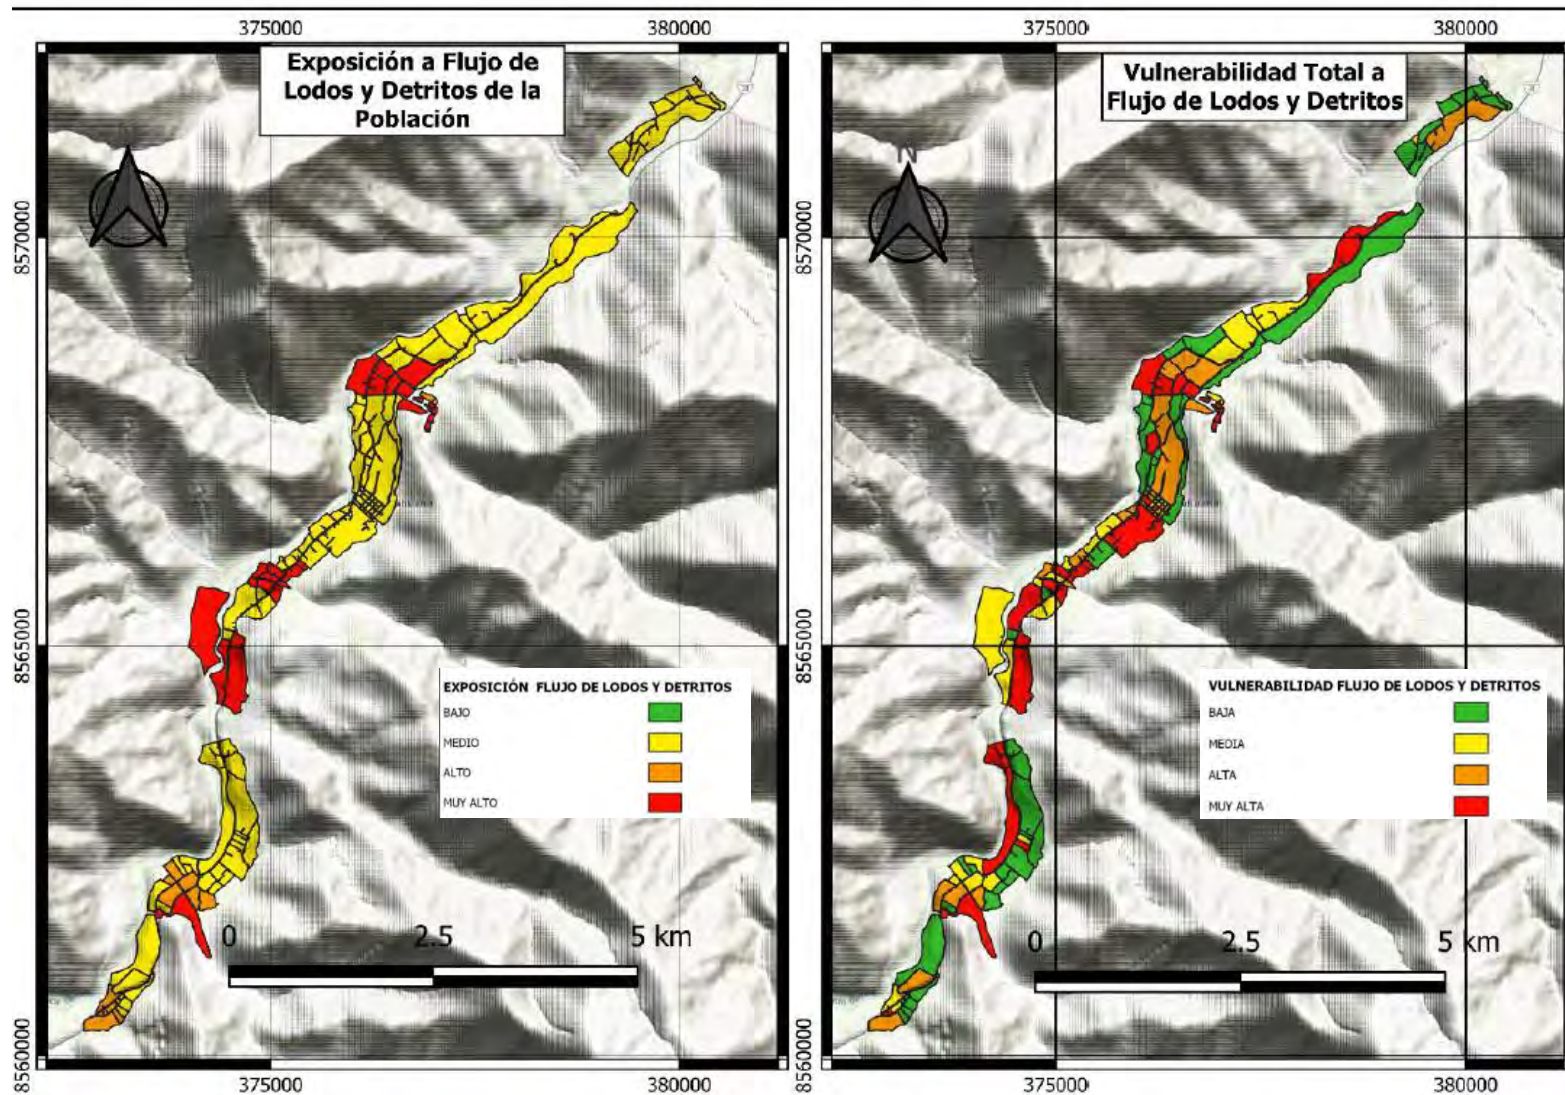 375000
380000
Exposición a Flujo de
Lodos y Detritos de la
Población
8570000
8565000
EXPOSICIÓN FLUJO DE LODOS Y DETRITOS
BAJO
MEDIO
ALTO
MUY ALTO
0
2.5
5 km
8560000
375000
380000
375000
380000
Vulnerabilidad Total a
Flujo de Lodos y Detritos
N
8570000
8565000
VULNERABILIDAD FLUJO DE LODOS Y DETRITOS
BAJA
MEDIA
ALTA
MUY ALTA
0
2.5
5 km
8560000
375000
380000